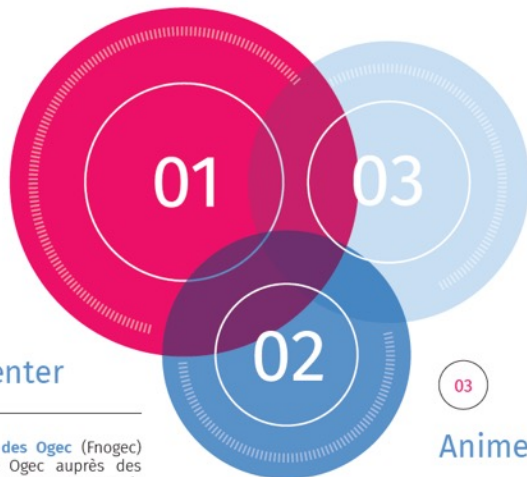 01
03
02
enter
03
Anime
des Ogec (Fnogec)
Ogec auprès des